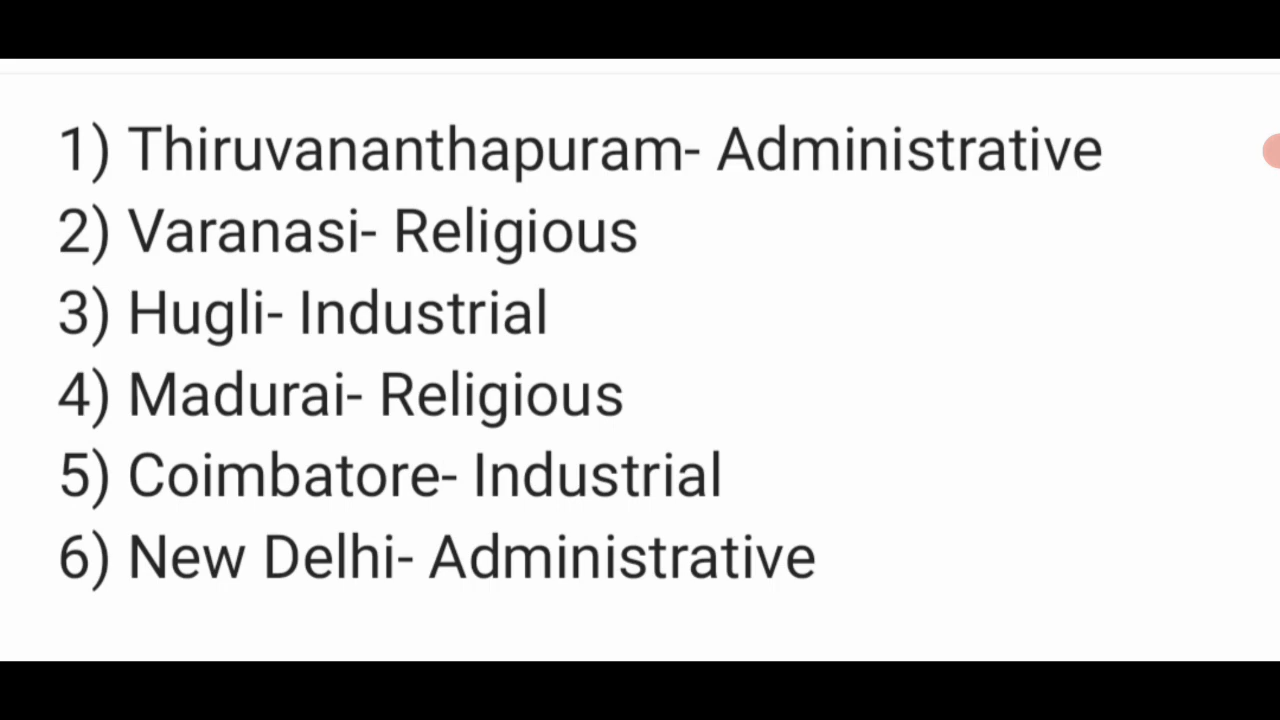 1) Thiruvananthapuram- Administrative
2) Varanasi- Religious
3) Hugli- Industrial
4) Madurai- Religious
5) Coimbatore- Industrial
6) New Delhi- Administrative